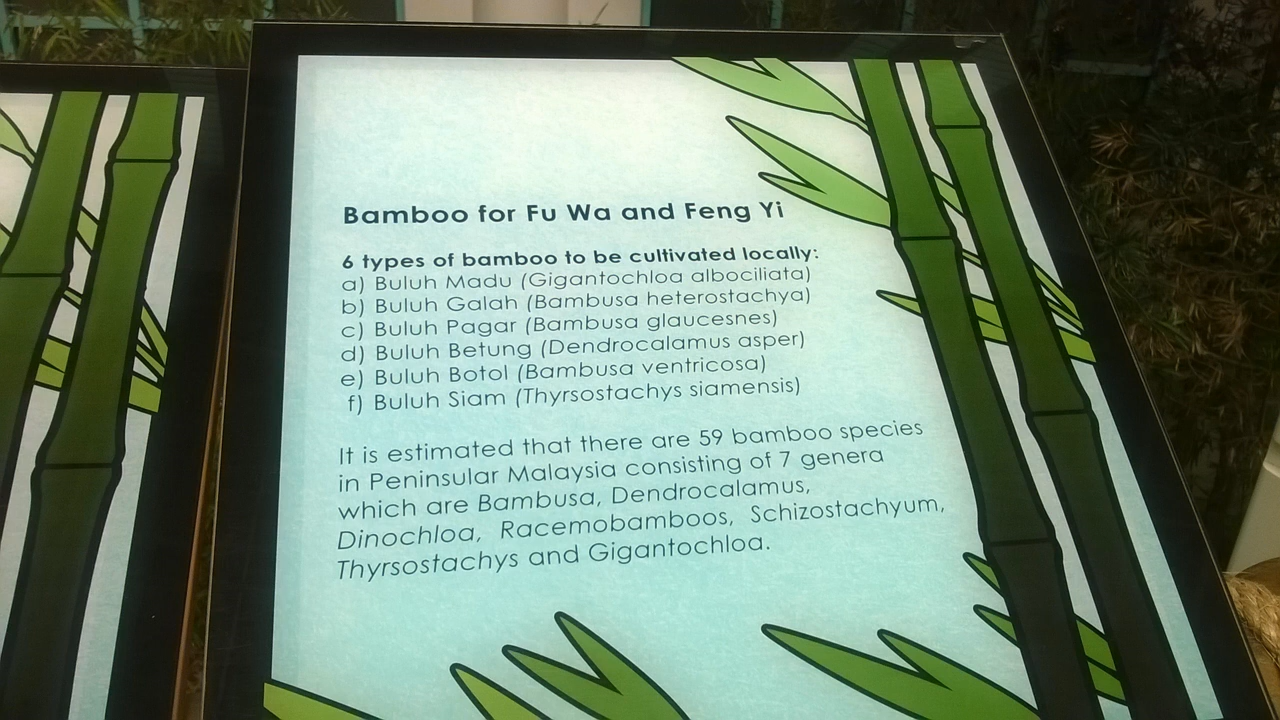 Bamboo for Fu Wa and Feng Yi
6 types of bamboo to be cultivated locally:
a) Buluh Madu (Gigantochloa albociliata)
b) Buluh Galah (Bambusa heterostachya)
c) Buluh Pagar (Bambusa glaucesnes)
d) Buluh Betung (Dendrocalamus asper)
e) Buluh Botol (Bambusa ventricosa)
f) Buluh Siam (Thyrsostachys siamensis)
It is estimated that there are 59 bamboo species
in Peninsular Malaysia consisting of 7 genera
which are Bambusa, Dendrocalamus,
Dinochloa, Racemobamboos, Schizostachyum,
Thyrsostachys and Gigantochloa.